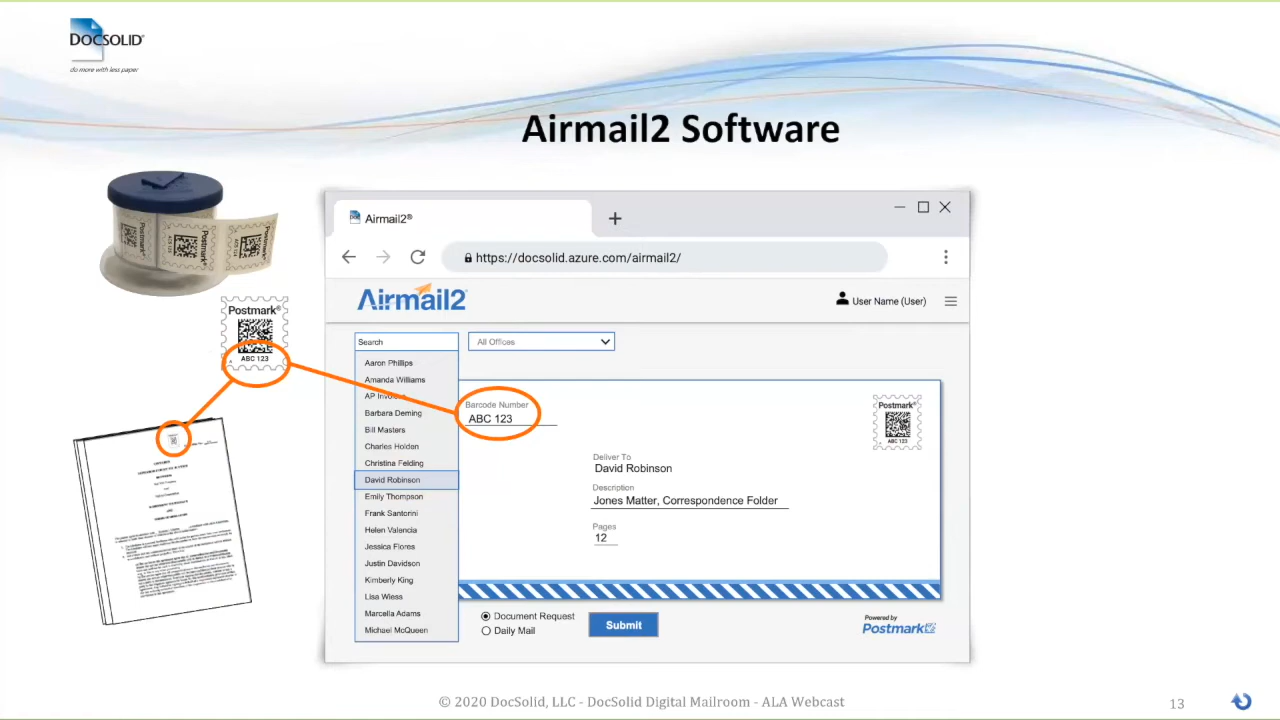 DOCSOLID®
do more with less paper
Airmail2 Software
Postmark®
Postmark®
ABC 123
Airmail2®
https://docsolid.azure.com/airmail2/
Airmail2
User Name (User)
Search
All Offices
Aaron Phillips
Amanda Williams
AP
Barbara Deming
Bill Masters
Charles Holden
Christina Felding
David Robinson
Emily Thompson
Frank Santorini
Helen Valencia
Jessica Flores
Justin Davidson
Kimberly King
Lisa Wiess
Marcella Adams
Michael McQueen
Barcode Number
ABC 123
Postmark®
ABC 123
Deliver To
David Robinson
Description
Jones Matter, Correspondence Folder
Pages
12
Document Request
Daily Mail
Submit
Powered by
Postmark
© 2020 DocSolid, LLC - DocSolid Digital Mailroom - ALA Webcast
13